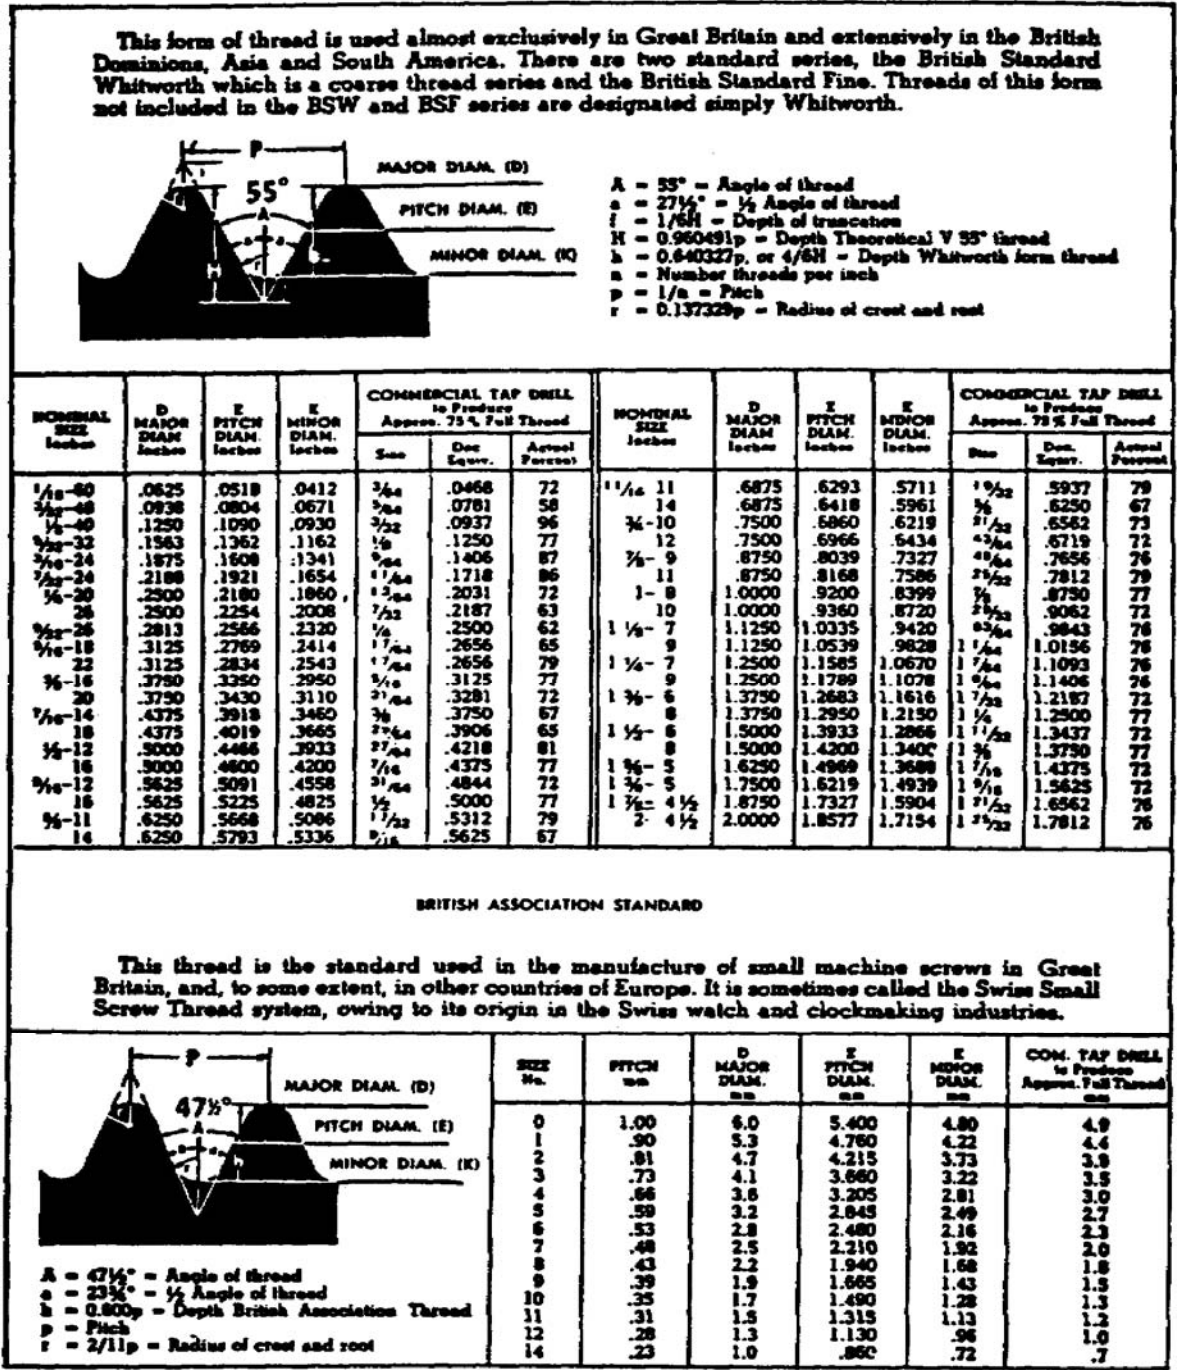 This form of thread is used almost exclusively in Great Britain and extensively in the British
Dominions, Asia and South America. There are two standard series, the British Standard
Whitworth which is a coarse thread series and the British Standard Fine. Threads of this form
not included in the BSW and BSF series are designated simply Whitworth.
P
MAJOR DIAM. (D)
55°
A
PITCH DIAM. (E)
MINOR DIAM. (K)
H
r
A = 55° = Angle of thread
a = 27½° = ½ Angle of thread
f = 1/6H = Depth of truncation
H = 0.960491p = Depth Theoretical V 55° thread
h = 0.640327p, or 4/6H = Depth Whitworth form thread
n = Number threads per inch
p = 1/n = Pitch
r = 0.137329p = Radius of crest and root
NOMINAL SIZE Inches | D MAJOR DIAM Inches | E PITCH DIAM. Inches | K MINOR DIAM. Inches | COMMERCIAL TAP DRILL to Produce Approx. 75% Full Thread | Size | Dec Equiv. | Actual Percent
1/16-60 .0625 .0518 .0412 3/64 .0468 72
3/32-48 .0938 .0804 .0671 5/64 .0781 58
1/8-40 .1250 .1090 .0930 3/32 .0937 96
5/32-32 .1563 .1362 .1162 1/8 .1250 77
3/16-24 .1875 .1608 .1341 9/64 .1406 87
7/32-24 .2188 .1921 .1654 11/64 .1718 86
1/4-20 .2500 .2180 .1860 13/64 .2031 72
26 .2500 .2254 .2008 7/32 .2187 63
9/32-26 .2813 .2566 .2320 1/4 .2500 62
5/16-18 .3125 .2769 .2414 17/64 .2656 65
22 .3125 .2834 .2543 17/64 .2656 79
3/8-16 .3750 .3350 .2950 5/16 .3125 77
20 .3750 .3430 .3110 21/64 .3281 72
7/16-14 .4375 .3918 .3460 3/8 .3750 67
18 .4375 .4019 .3665 25/64 .3906 65
1/2-12 .5000 .4466 .3933 27/64 .4218 81
16 .5000 .4600 .4200 7/16 .4375 77
9/16-12 .5625 .5091 .4558 31/64 .4844 72
16 .5625 .5225 .4825 1/2 .5000 77
5/8-11 .6250 .5668 .5086 17/32 .5312 79
14 .6250 .5793 .5336 9/16 .5625 67
NOMINAL SIZE Inches | D MAJOR DIAM Inches | E PITCH DIAM. Inches | K MINOR DIAM. Inches | COMMERCIAL TAP DRILL to Produce Approx. 75% Full Thread | Size | Dec. Equiv. | Actual Percent
11/16 11 .6875 .6293 .5711 19/32 .5937 79
14 .6875 .6418 .5961 5/8 .6250 67
3/4-10 .7500 .6860 .6219 21/32 .6562 73
12 .7500 .6966 .6434 43/64 .6719 72
7/8- 9 .8750 .8039 .7327 49/64 .7656 76
11 .8750 .8168 .7586 25/32 .7812 79
1- 8 1.0000 .9200 .8399 7/8 .8750 77
10 1.0000 .9360 .8720 29/32 .9062 72
1 1/8- 7 1.1250 1.0335 .9420 63/64 .9843 76
9 1.1250 1.0539 .9828 1 1/64 1.0156 76
1 1/4- 7 1.2500 1.1585 1.0670 1 7/64 1.1093 76
9 1.2500 1.1789 1.1078 1 9/64 1.1406 76
1 3/8- 6 1.3750 1.2683 1.1616 1 7/32 1.2187 72
8 1.3750 1.2950 1.2150 1 1/4 1.2500 77
1 1/2- 6 1.5000 1.3933 1.2866 1 11/32 1.3437 72
8 1.5000 1.4200 1.3400 1 3/8 1.3750 77
1 5/8- 5 1.6250 1.4969 1.3688 1 7/16 1.4375 72
1 3/4- 5 1.7500 1.6219 1.4939 1 9/16 1.5625 72
1 7/8- 4½ 1.8750 1.7327 1.5904 1 21/32 1.6562 76
2- 4½ 2.0000 1.8577 1.7154 1 25/32 1.7812 76
BRITISH ASSOCIATION STANDARD
This thread is the standard used in the manufacture of small machine screws in Great
Britain, and, to some extent, in other countries of Europe. It is sometimes called the Swiss Small
Screw Thread system, owing to its origin in the Swiss watch and clockmaking industries.
P
MAJOR DIAM. (D)
47½°
A
PITCH DIAM. (E)
MINOR DIAM. (K)
A = 47½° = Angle of thread
a = 23¾° = ½ Angle of thread
h = 0.600p = Depth British Association Thread
p = Pitch
r = 2/11p = Radius of crest and root
SIZE No. | PITCH mm | D MAJOR DIAM. mm | E PITCH DIAM. mm | K MINOR DIAM. mm | COM. TAP DRILL to Produce Approx. Full Thread mm
0 1.00 6.0 5.400 4.80 4.9
1 .90 5.3 4.760 4.22 4.4
2 .81 4.7 4.215 3.73 3.8
3 .73 4.1 3.660 3.22 3.5
4 .66 3.6 3.205 2.81 3.0
5 .59 3.2 2.845 2.49 2.7
6 .53 2.8 2.480 2.16 2.3
7 .48 2.5 2.210 1.92 2.0
8 .43 2.2 1.940 1.68 1.8
9 .39 1.9 1.665 1.43 1.5
10 .35 1.7 1.490 1.28 1.3
11 .31 1.5 1.315 1.13 1.2
12 .28 1.3 1.130 .96 1.0
14 .23 1.0 .860 .72 .7